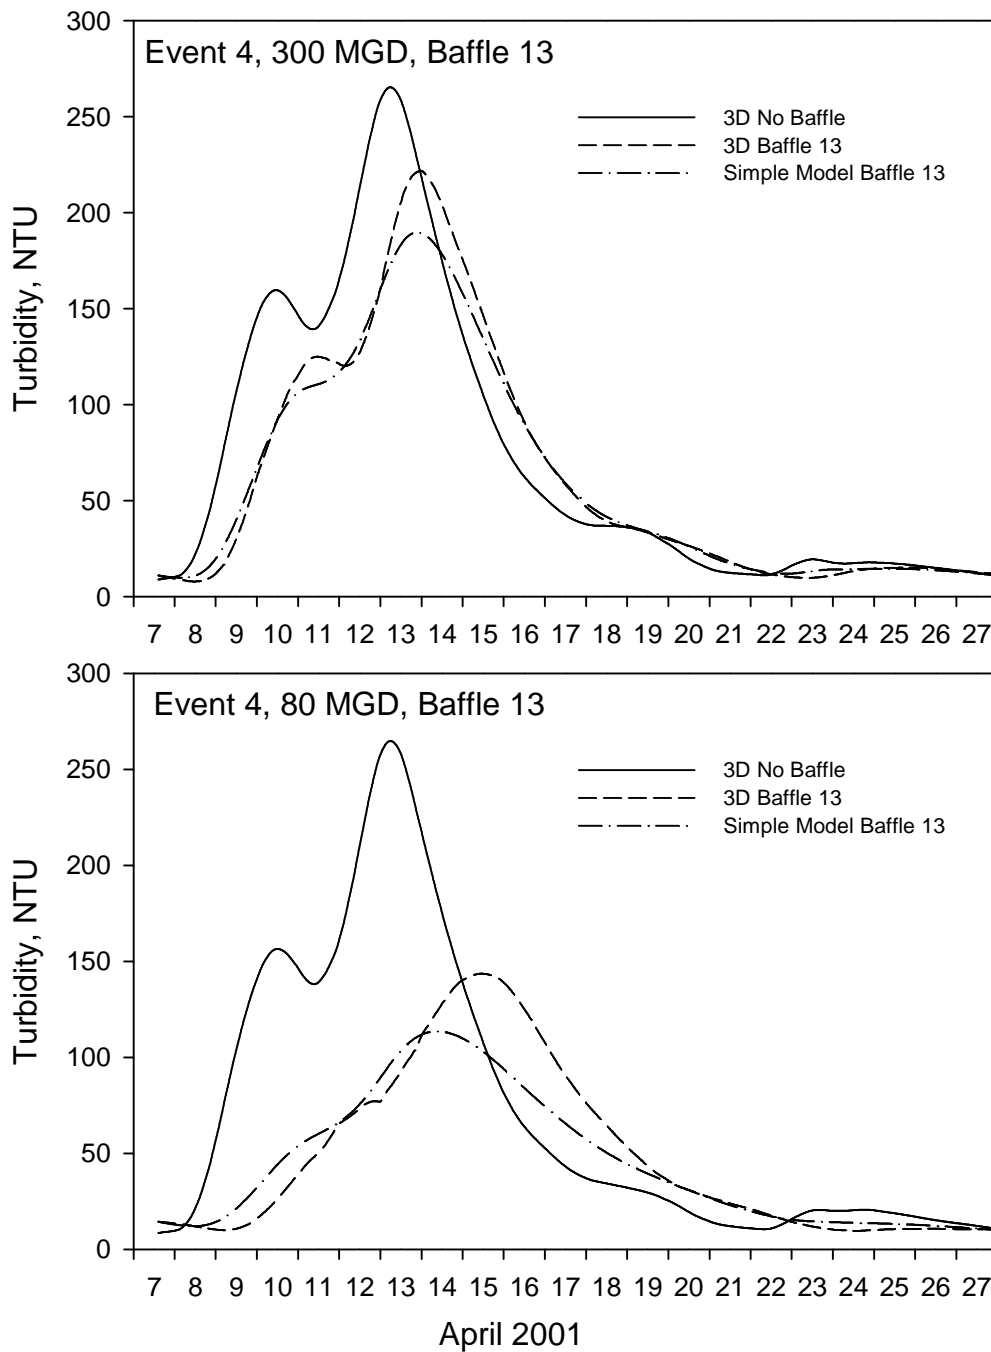 Event 4, 300 MGD, Baffle 13
3D No Baffle
3D Baffle 13
Simple Model Baffle 13
Turbidity, NTU
300
250
200
150
100
50
0
7 8 9 10 11 12 13 14 15 16 17 18 19 20 21 22 23 24 25 26 27
Event 4, 80 MGD, Baffle 13
3D No Baffle
3D Baffle 13
Simple Model Baffle 13
Turbidity, NTU
300
250
200
150
100
50
0
7 8 9 10 11 12 13 14 15 16 17 18 19 20 21 22 23 24 25 26 27
April 2001